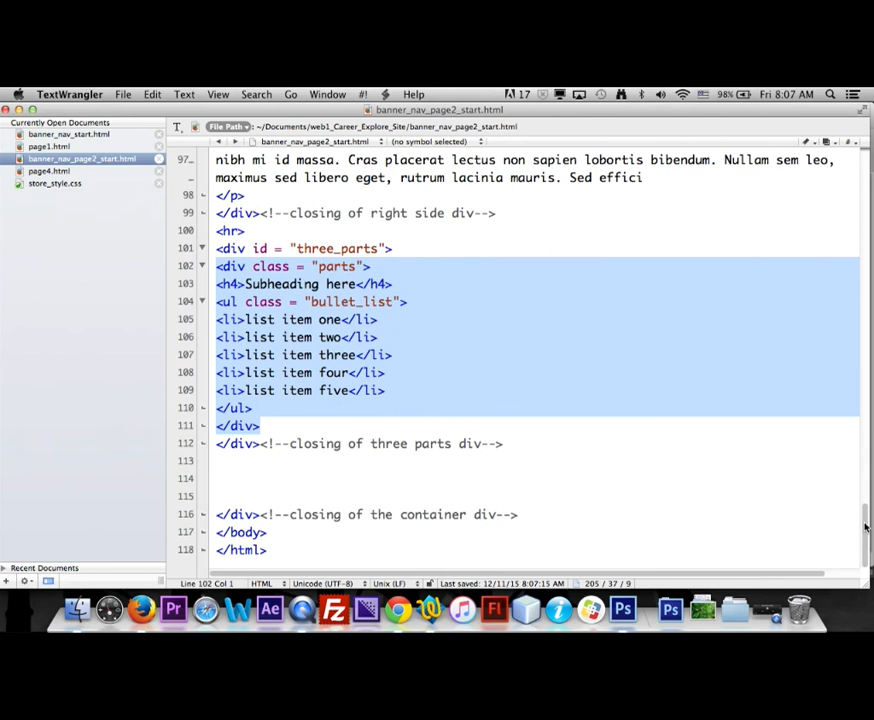 TextWrangler File Edit Text View Search Go Window #! Help 17 98% Fri 8:07 AM
banner_nav_page2_start.html
Currently Open Documents
banner_nav_start.html
page1.html
banner_nav_page2_start.html
page4.html
store_style.css
File Path ▾ : ~/Documents/web1_Career_Explore_Site/banner_nav_page2_start.html
banner_nav_page2_start.html (no symbol selected)
97 nibh mi id massa. Cras placerat lectus non sapien lobortis bibendum. Nullam sem leo,
maximus sed libero eget, rutrum lacinia mauris. Sed effici
98 </p>
99 </div><!--closing of right side div-->
100 <hr>
101 <div id = "three_parts">
102 <div class = "parts">
103 <h4>Subheading here</h4>
104 <ul class = "bullet_list">
105 <li>list item one</li>
106 <li>list item two</li>
107 <li>list item three</li>
108 <li>list item four</li>
109 <li>list item five</li>
110 </ul>
111 </div>
112 </div><!--closing of three parts div-->
113
114
115
116 </div><!--closing of the container div-->
117 </body>
118 </html>
Recent Documents
Line 102 Col 1 HTML Unicode (UTF-8) Unix (LF) Last saved: 12/11/15 8:07:15 AM 205 / 37 / 9
Pr W Ae Fz Fl Ps Ps